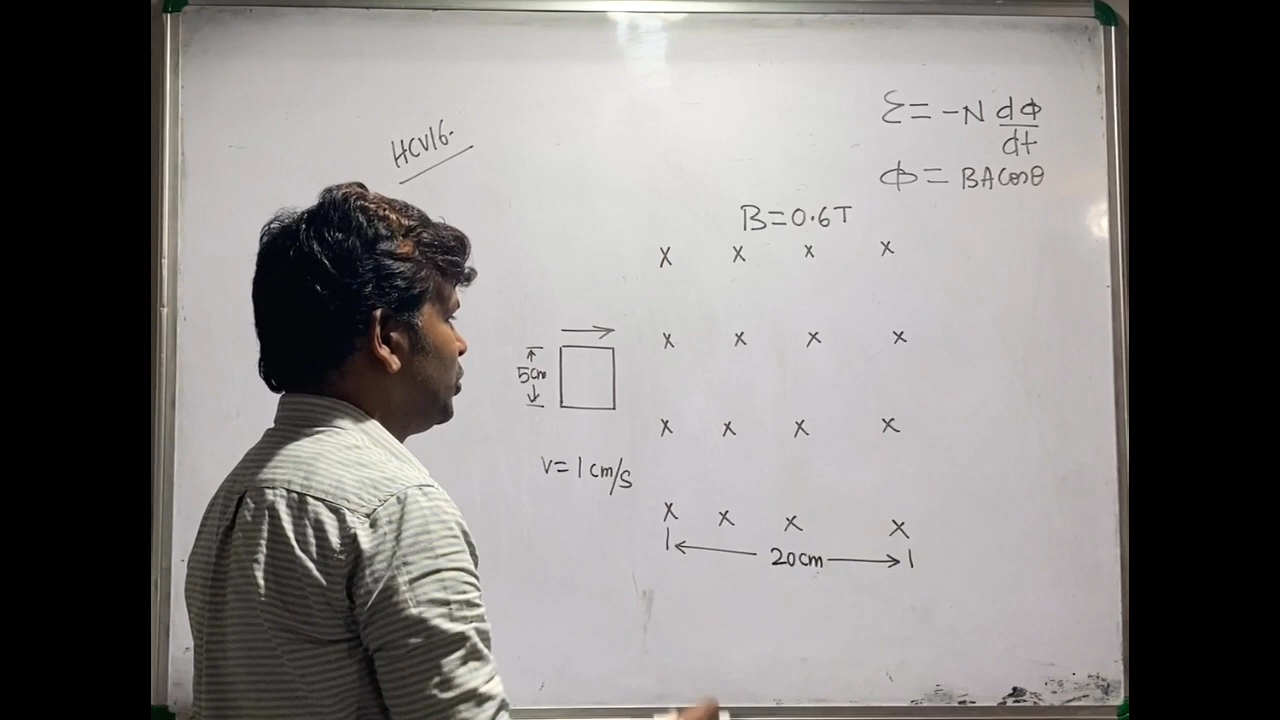 HCV16.
ε = -N dΦ/dt
Φ = BA cosθ
B = 0.6T
x x x x
x x x x
5cm
x x x x
v = 1 cm/s
x x x x
20cm